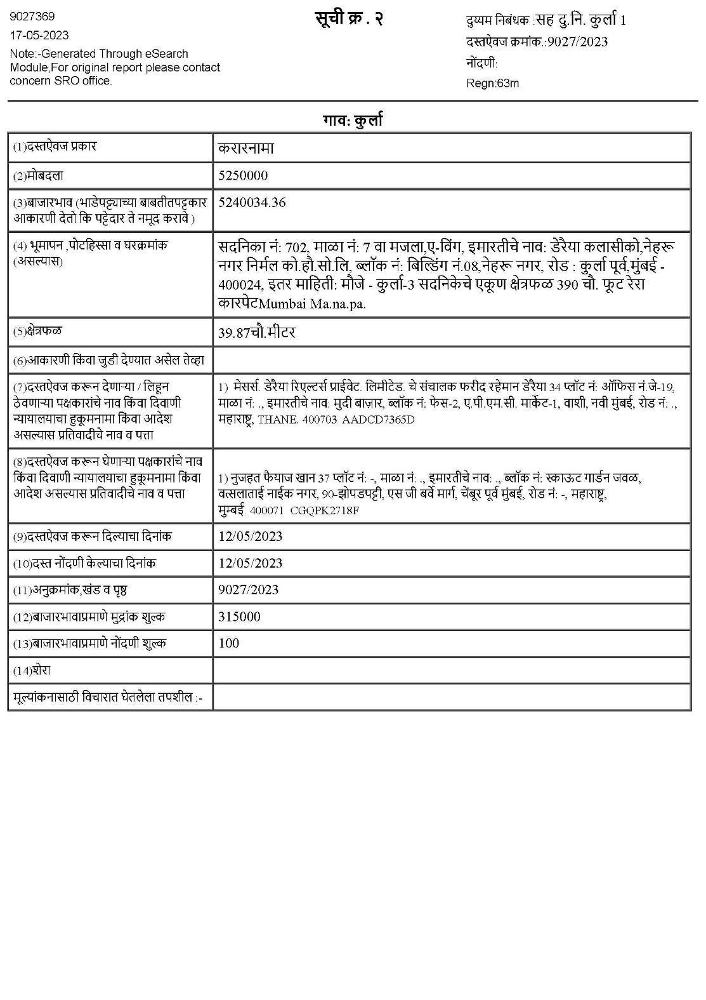 9027369
17-05-2023
Note:-Generated Through eSearch
Module,For original report please contact
concern SRO office.
सूची क्र . २
दुय्यम निबंधक :सह दु.नि. कुर्ला 1
दस्तऐवज क्रमांक.:9027/2023
नोंदणी:
Regn:63m
गाव: कुर्ला
(1)दस्तऐवज प्रकार
करारनामा
(2)मोबदला
5250000
(3)बाजारभाव (भाडेपट्ट्याच्या बाबतीतपट्टकार
आकारणी देतो कि पट्टेदार ते नमूद करावे )
5240034.36
(4) भूमापन ,पोटहिस्सा व घरक्रमांक
(असल्यास)
सदनिका नं: 702, माळा नं: 7 वा मजला,ए-विंग, इमारतीचे नाव: डेरैया कलासीको,नेहरू
नगर निर्मल को.हौ.सो.लि, ब्लॉक नं: बिल्डिंग नं.08,नेहरू नगर, रोड : कुर्ला पूर्व,मुंबई -
400024, इतर माहिती: मौजे - कुर्ला-3 सदनिकेचे एकूण क्षेत्रफळ 390 चौ. फूट रेरा
कारपेटMumbai Ma.na.pa.
(5)क्षेत्रफळ
39.87चौ.मीटर
(6)आकारणी किंवा जुडी देण्यात असेल तेव्हा
(7)दस्तऐवज करून देणाऱ्या / लिहून
ठेवणाऱ्या पक्षकारांचे नाव किंवा दिवाणी
न्यायालयाचा हुकूमनामा किंवा आदेश
असल्यास प्रतिवादीचे नाव व पत्ता
1) मेसर्स. डेरैया रिएल्टर्स प्राईवेट. लिमीटेड. चे संचालक फरीद रहेमान डेरैया 34 प्लॉट नं: ऑफिस नं.जे-19,
माळा नं: ., इमारतीचे नाव: मुदी बाज़ार, ब्लॉक नं: फेस-2, ए.पी.एम.सी. मार्केट-1, वाशी, नवी मुंबई, रोड नं: .,
महाराष्ट्र, THANE. 400703 AADCD7365D
(8)दस्तऐवज करून घेणाऱ्या पक्षकारांचे नाव
किंवा दिवाणी न्यायालयाचा हुकूमनामा किंवा
आदेश असल्यास प्रतिवादीचे नाव व पत्ता
1) नुजहत फैयाज खान 37 प्लॉट नं: -, माळा नं: ., इमारतीचे नाव: ., ब्लॉक नं: स्काऊट गार्डन जवळ,
वत्सलाताई नाईक नगर, 90-झोपडपट्टी, एस जी बर्वे मार्ग, चेंबूर पूर्व मुंबई, रोड नं: -, महाराष्ट्र,
मुम्बई. 400071 CGQPK2718F
(9)दस्तऐवज करून दिल्याचा दिनांक
12/05/2023
(10)दस्त नोंदणी केल्याचा दिनांक
12/05/2023
(11)अनुक्रमांक,खंड व पृष्ठ
9027/2023
(12)बाजारभावाप्रमाणे मुद्रांक शुल्क
315000
(13)बाजारभावाप्रमाणे नोंदणी शुल्क
100
(14)शेरा
मूल्यांकनासाठी विचारात घेतलेला तपशील :-